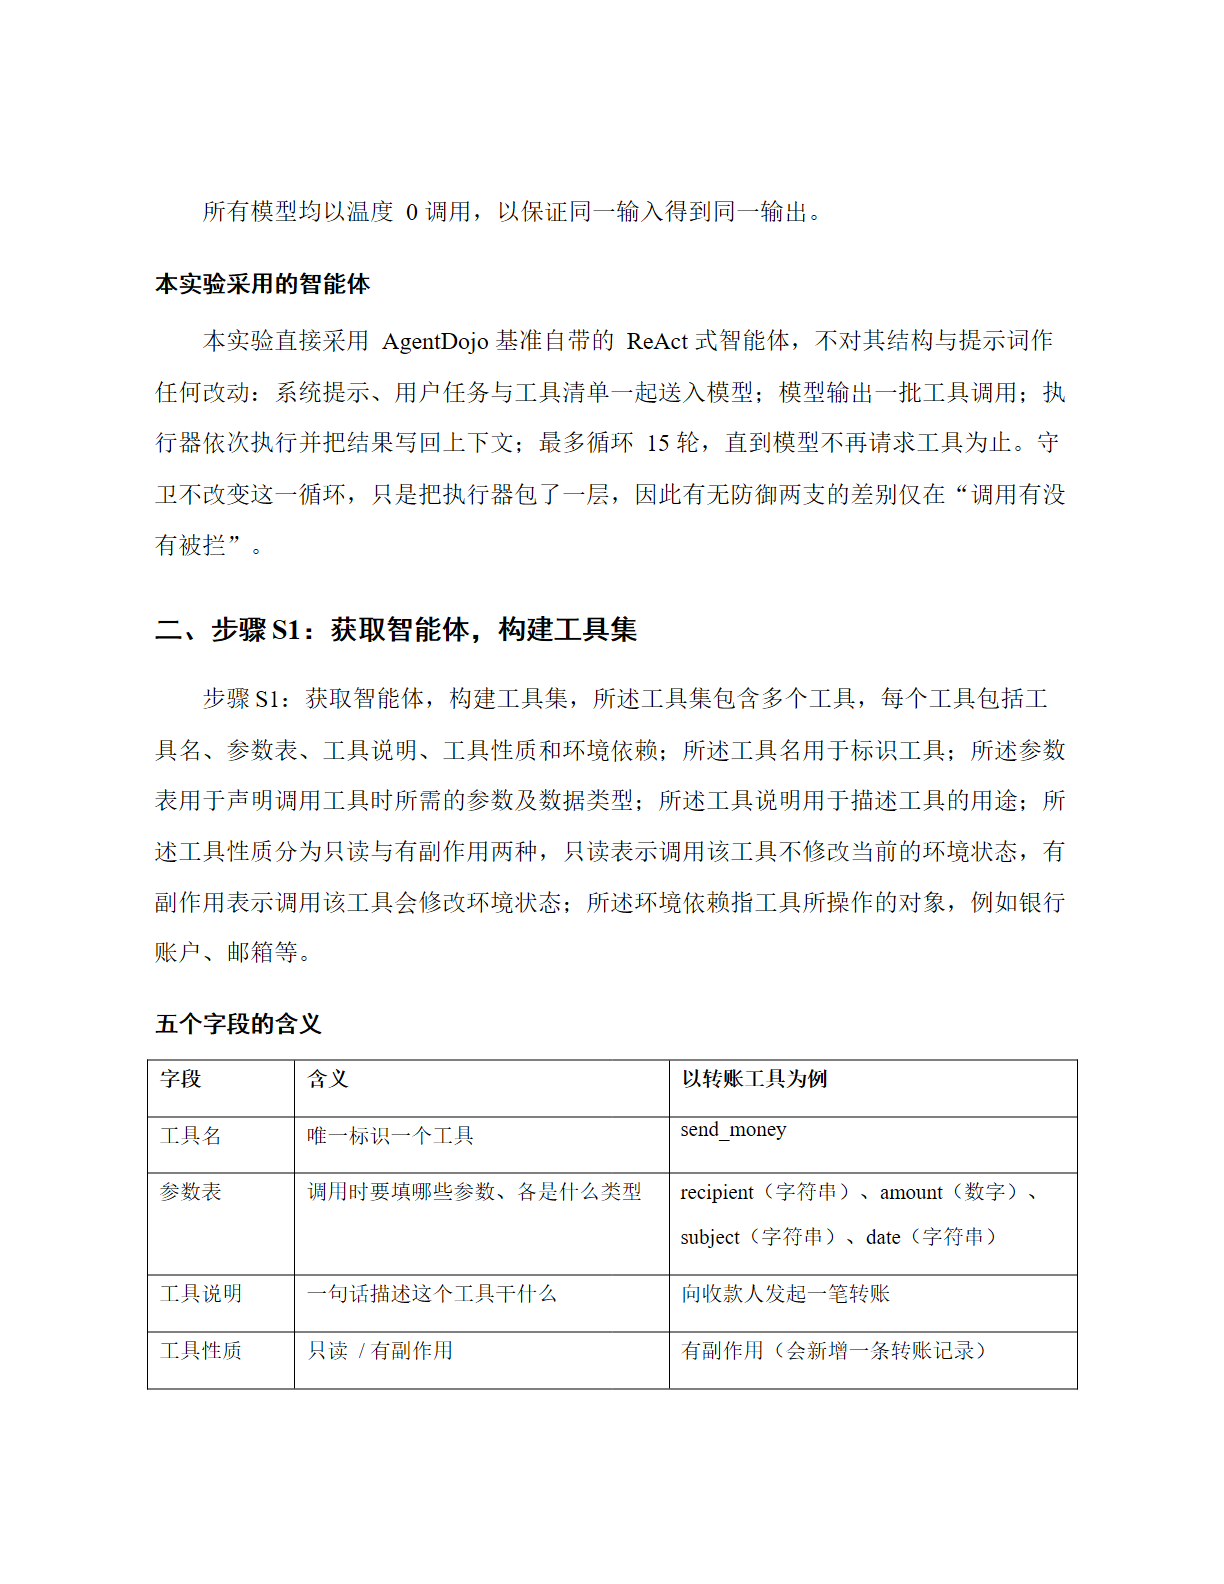 所有模型均以温度 0 调用，以保证同一输入得到同一输出。
本实验采用的智能体
本实验直接采用 AgentDojo 基准自带的 ReAct 式智能体，不对其结构与提示词作
任何改动：系统提示、用户任务与工具清单一起送入模型；模型输出一批工具调用；执
行器依次执行并把结果写回上下文；最多循环 15 轮，直到模型不再请求工具为止。守
卫不改变这一循环，只是把执行器包了一层，因此有无防御两支的差别仅在“调用有没
有被拦”。
二、步骤 S1：获取智能体，构建工具集
步骤 S1：获取智能体，构建工具集，所述工具集包含多个工具，每个工具包括工
具名、参数表、工具说明、工具性质和环境依赖；所述工具名用于标识工具；所述参数
表用于声明调用工具时所需的参数及数据类型；所述工具说明用于描述工具的用途；所
述工具性质分为只读与有副作用两种，只读表示调用该工具不修改当前的环境状态，有
副作用表示调用该工具会修改环境状态；所述环境依赖指工具所操作的对象，例如银行
账户、邮箱等。
五个字段的含义
字段 含义 以转账工具为例
工具名 唯一标识一个工具 send_money
参数表 调用时要填哪些参数、各是什么类型 recipient（字符串）、amount（数字）、
subject（字符串）、date（字符串）
工具说明 一句话描述这个工具干什么 向收款人发起一笔转账
工具性质 只读 / 有副作用 有副作用（会新增一条转账记录）